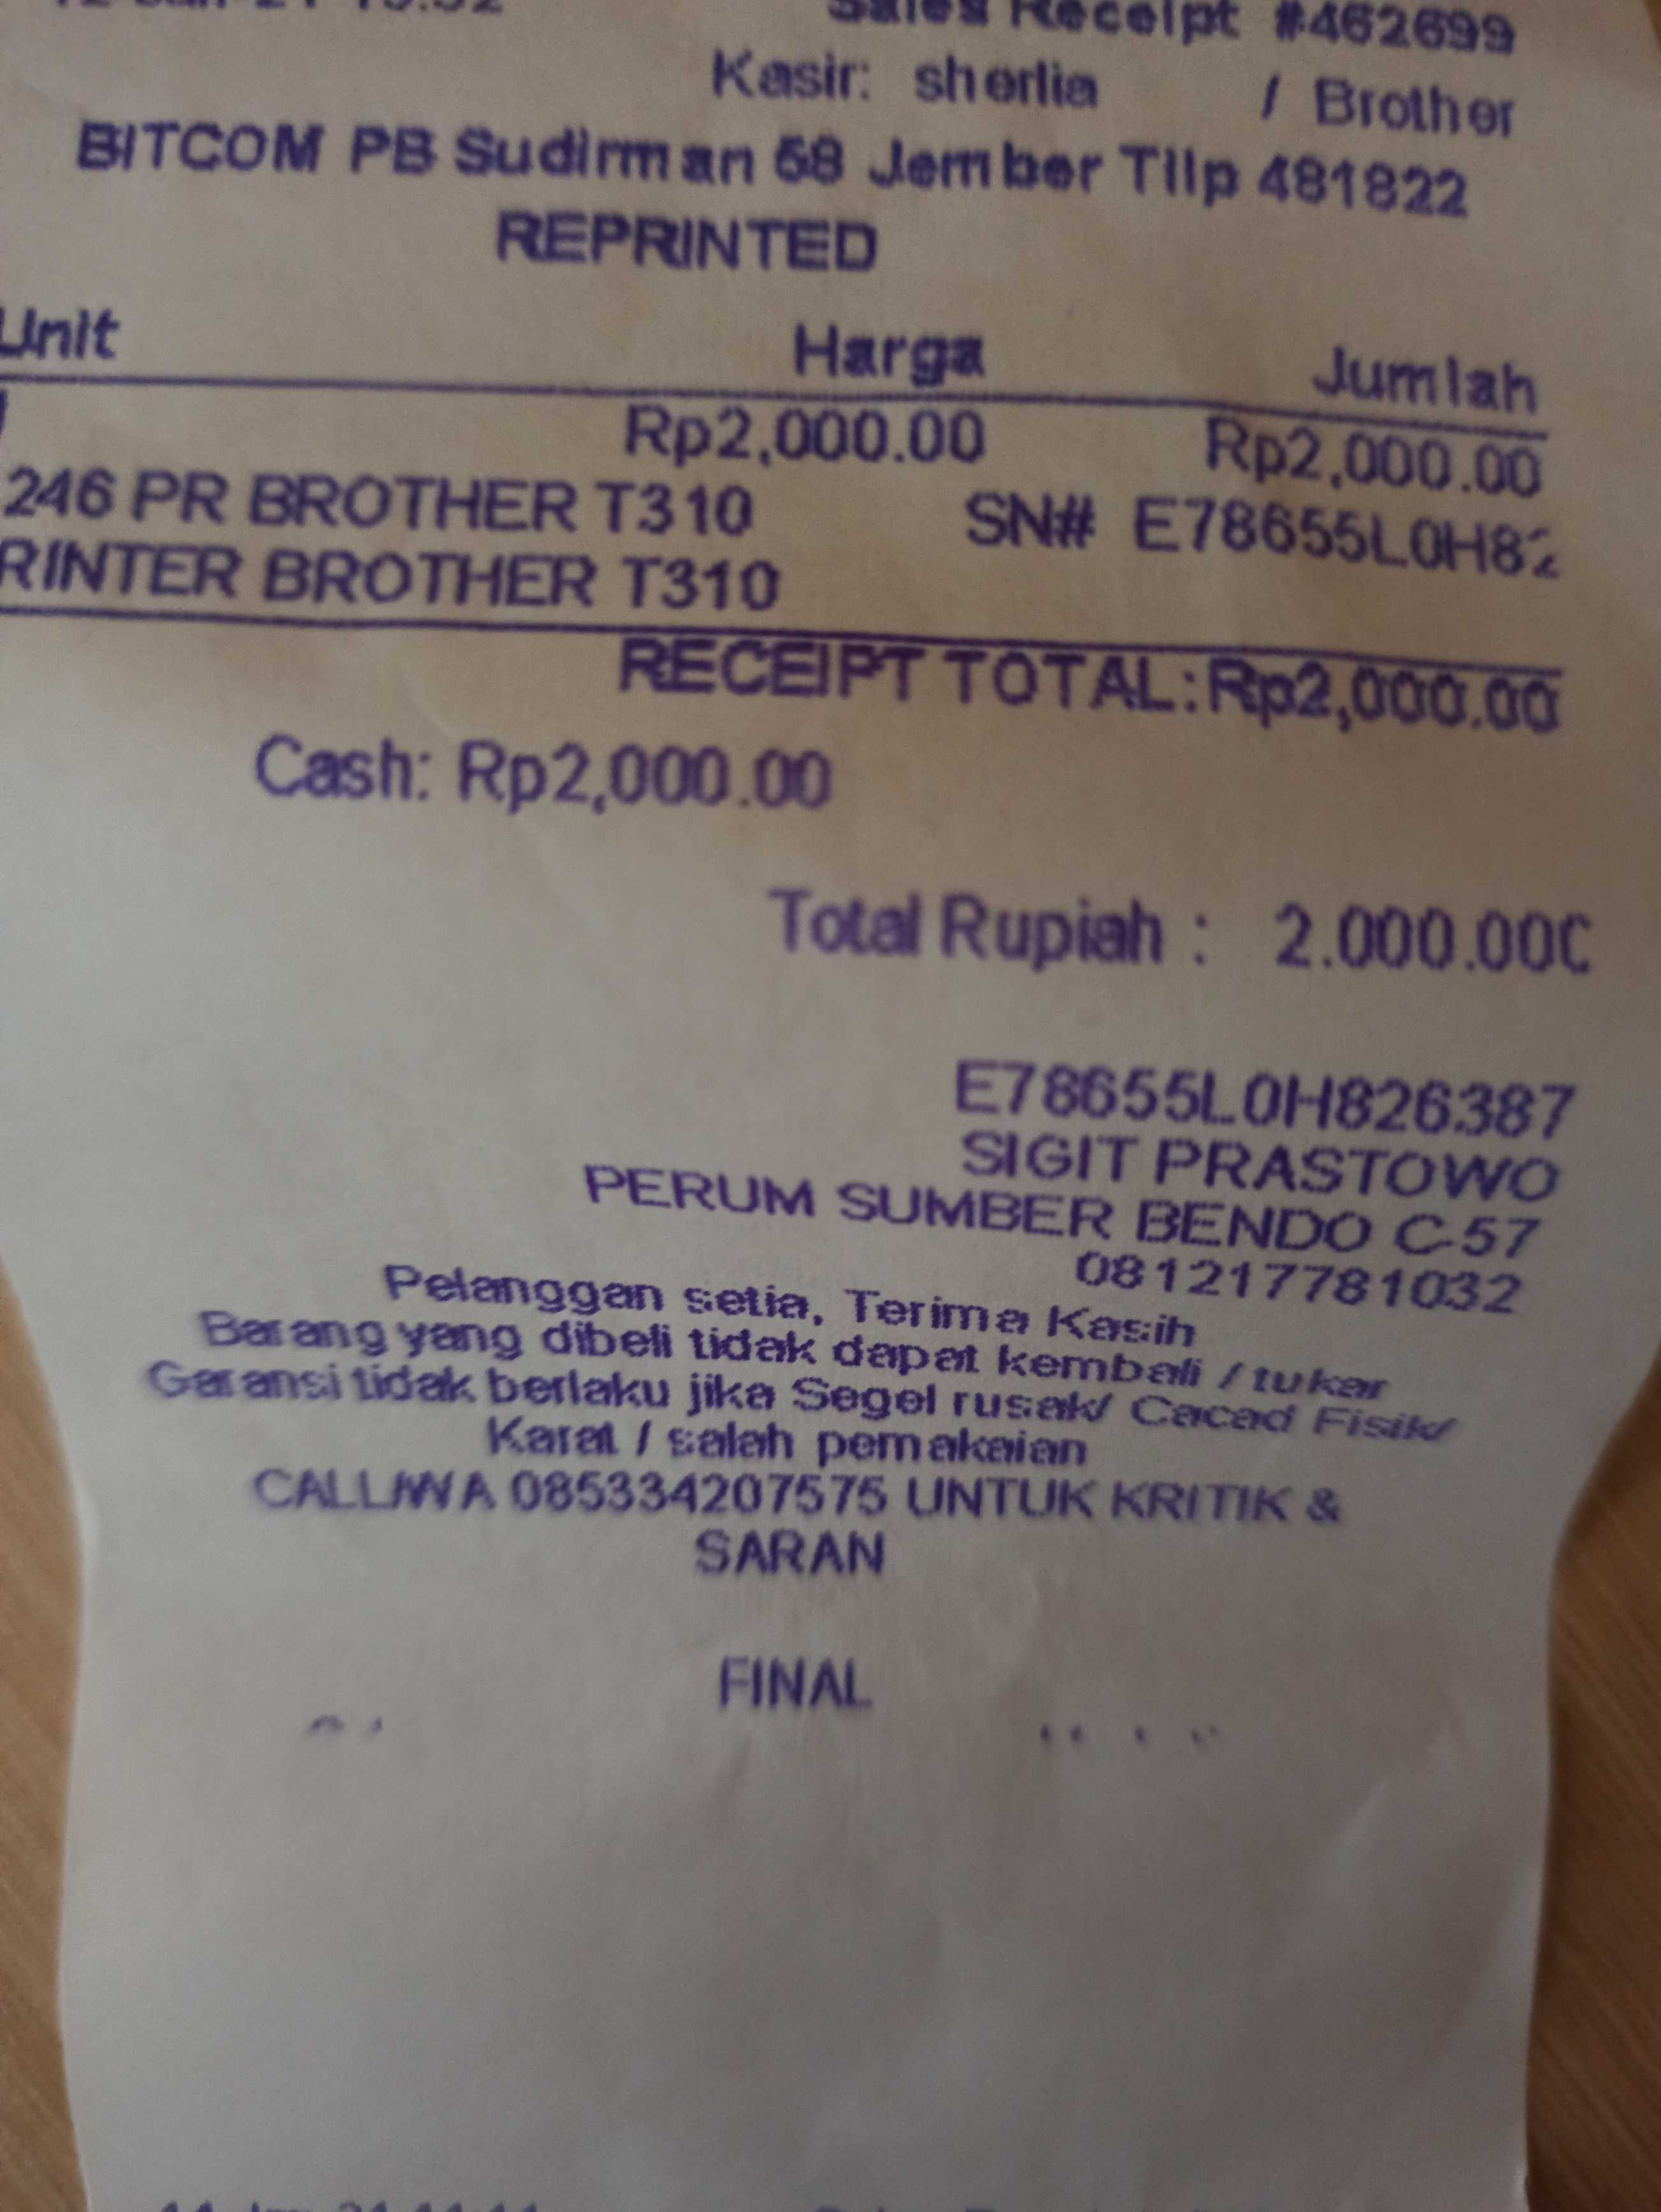 Sales Receipt #462699
Kasir: sherlia / Brother
BITCOM PB Sudirman 58 Jember Tllp 481822
REPRINTED
Unit Harga Jumlah
Rp2,000.00 Rp2,000.00
246 PR BROTHER T310 SN# E78655L0H82
RINTER BROTHER T310
RECEIPT TOTAL: Rp2,000.00
Cash: Rp2,000.00
Total Rupiah : 2.000.000
E78655L0H826387
SIGIT PRASTOWO
PERUM SUMBER BENDO C-57
081217781032
Pelanggan setia, Terima Kasih
Barang yang dibeli tidak dapat kembali / tukar
Garansi tidak berlaku jika Segel rusak/ Cacad Fisik/
Karat / salah pemakaian
CALL/WA 085334207575 UNTUK KRITIK &
SARAN
FINAL